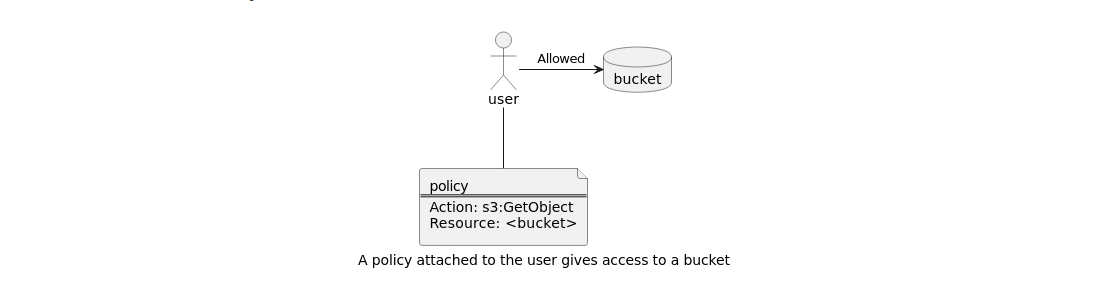 Allowed
bucket
user
policy
Action: s3:GetObject
Resource: <bucket>
A policy attached to the user gives access to a bucket